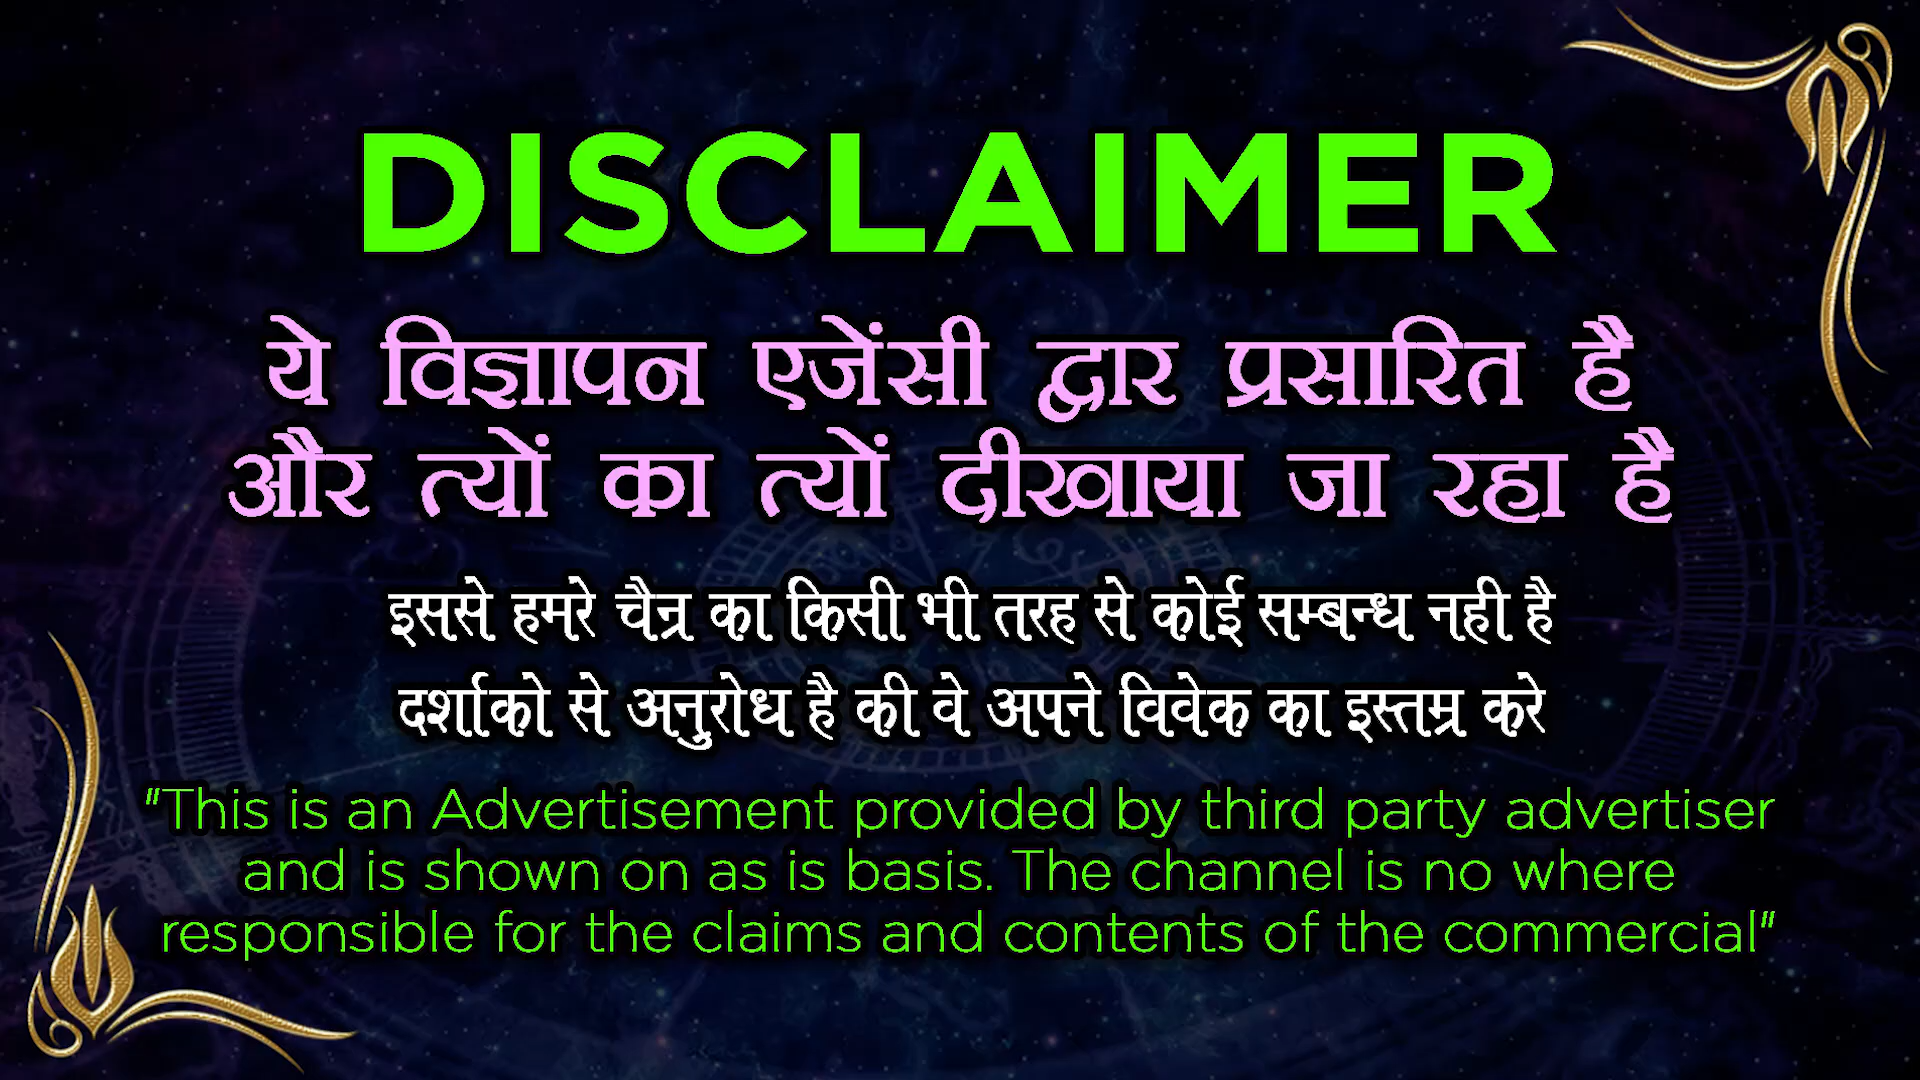 DISCLAIMER
ये विज्ञापन एजेंसी द्वार प्रसारित है
और त्यों का त्यों दीखाया जा रहा है
इससे हमरे चैन्र का किसी भी तरह से कोई सम्बन्ध नही है
दर्शाको से अनुरोध है की वे अपने विवेक का इस्तम्र करे
"This is an Advertisement provided by third party advertiser
and is shown on as is basis. The channel is no where
responsible for the claims and contents of the commercial"